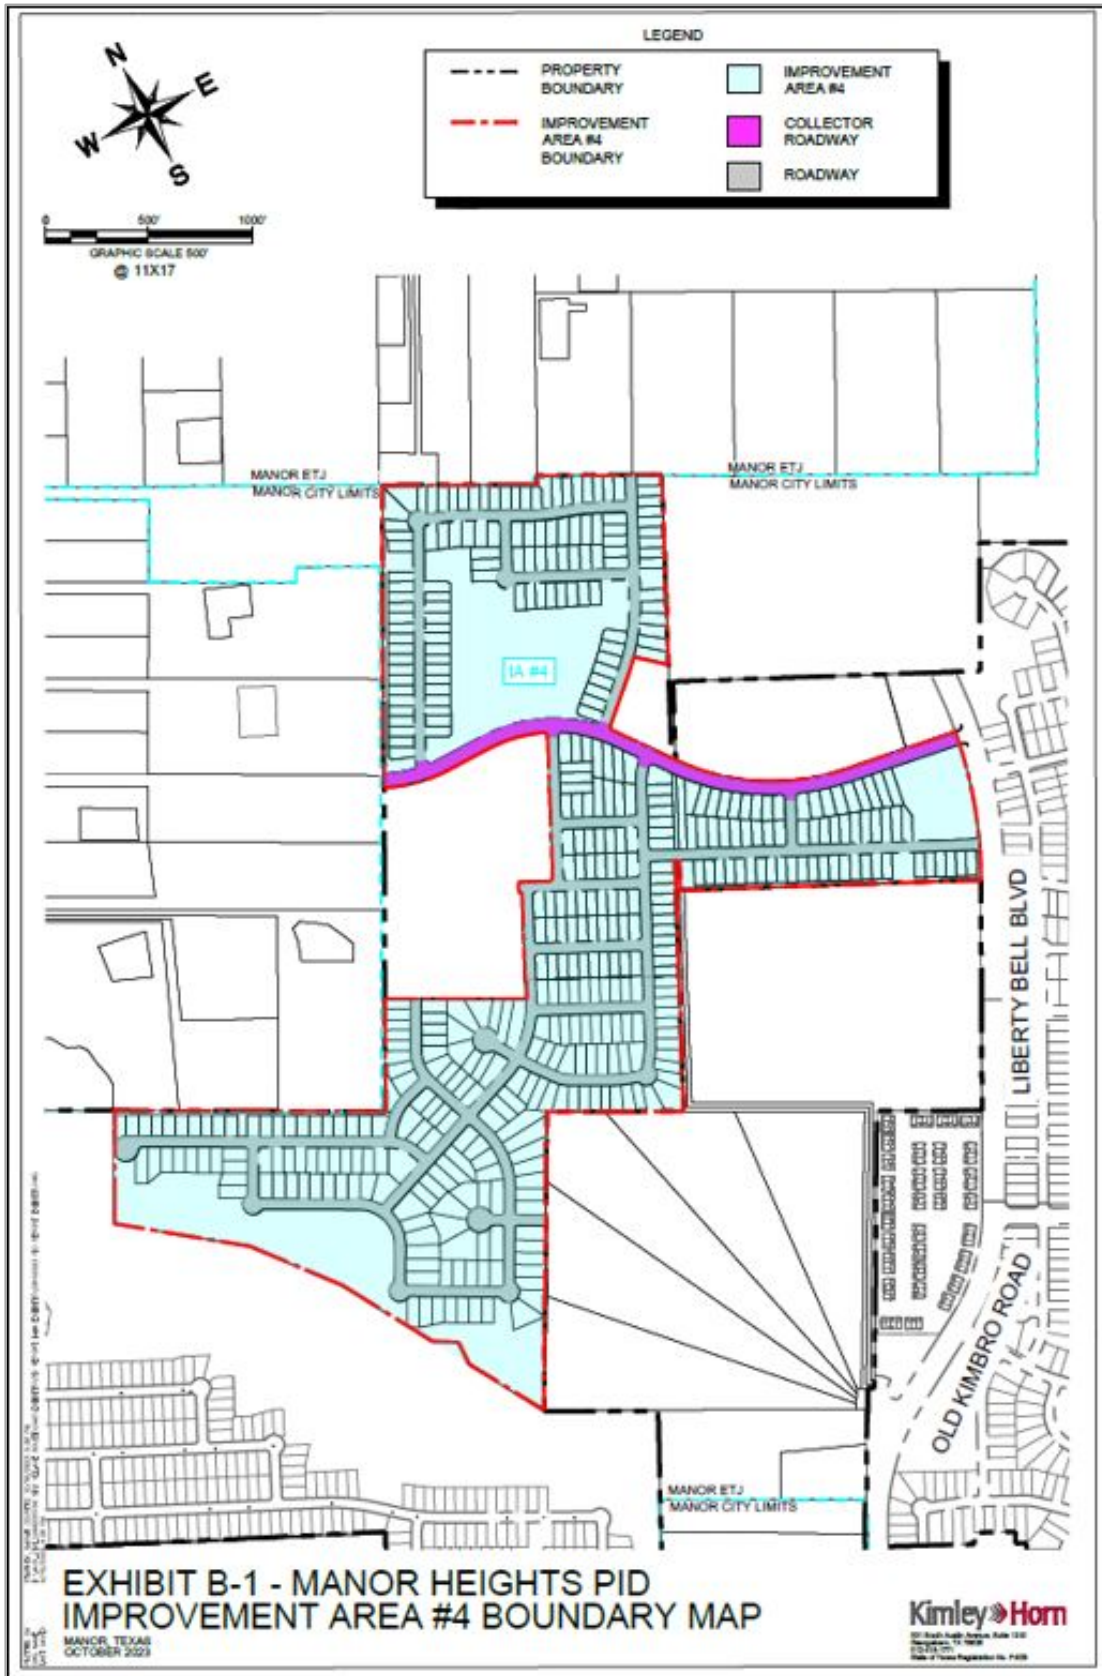 LEGEND
PROPERTY
BOUNDARY
IMPROVEMENT
AREA #4
BOUNDARY
IMPROVEMENT
AREA #4
COLLECTOR
ROADWAY
ROADWAY
N
E
W
S
0 500' 1000'
GRAPHIC SCALE 500'
@ 11X17
MANOR ETJ
MANOR CITY LIMITS
MANOR ETJ
MANOR CITY LIMITS
IA #4
LIBERTY BELL BLVD
OLD KIMBRO ROAD
MANOR ETJ
MANOR CITY LIMITS
EXHIBIT B-1 - MANOR HEIGHTS PID
IMPROVEMENT AREA #4 BOUNDARY MAP
MANOR, TEXAS
OCTOBER 2023
Kimley»Horn